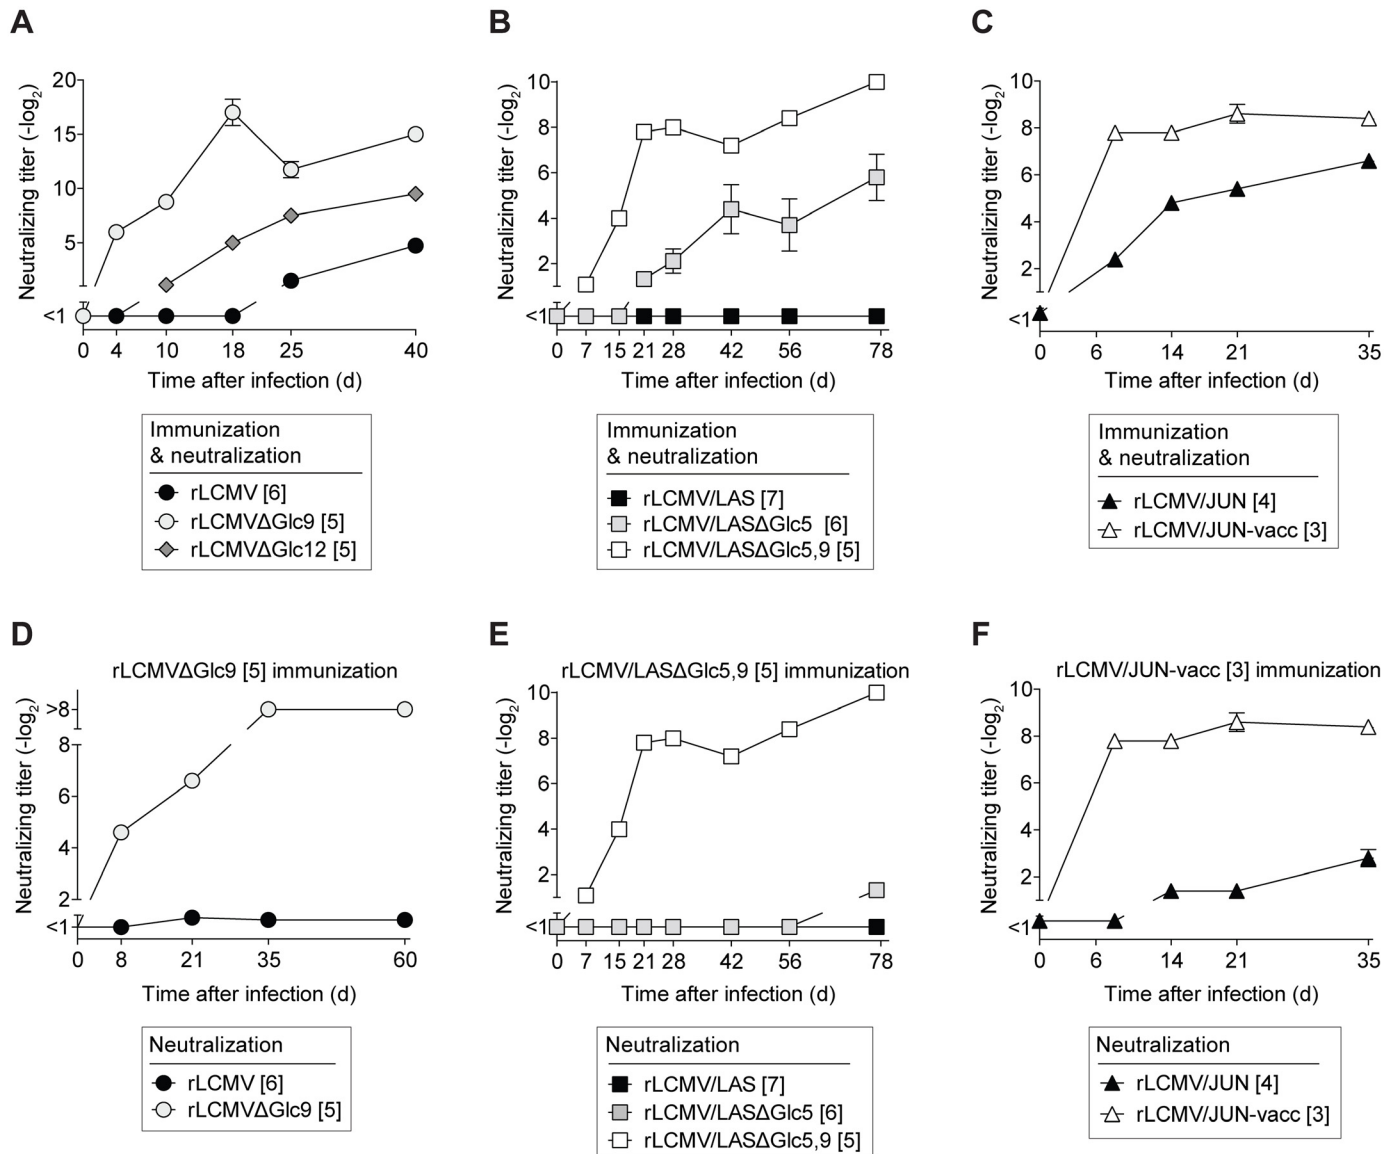 A
Neutralizing titer (-log2)
20
15
10
5
<1
0 4 10 18 25 40
Time after infection (d)
Immunization
& neutralization
rLCMV [6]
rLCMVΔGlc9 [5]
rLCMVΔGlc12 [5]
B
Neutralizing titer (-log2)
10
8
6
4
2
<1
0 7 15 21 28 42 56 78
Time after infection (d)
Immunization
& neutralization
rLCMV/LAS [7]
rLCMV/LASΔGlc5 [6]
rLCMV/LASΔGlc5,9 [5]
C
Neutralizing titer (-log2)
10
8
6
4
2
<1
0 6 14 21 35
Time after infection (d)
Immunization
& neutralization
rLCMV/JUN [4]
rLCMV/JUN-vacc [3]
D
rLCMVΔGlc9 [5] immunization
Neutralizing titer (-log2)
>8
8
6
4
2
<1
0 8 21 35 60
Time after infection (d)
Neutralization
rLCMV [6]
rLCMVΔGlc9 [5]
E
rLCMV/LASΔGlc5,9 [5] immunization
Neutralizing titer (-log2)
10
8
6
4
2
<1
0 7 15 21 28 42 56 78
Time after infection (d)
Neutralization
rLCMV/LAS [7]
rLCMV/LASΔGlc5 [6]
rLCMV/LASΔGlc5,9 [5]
F
rLCMV/JUN-vacc [3] immunization
Neutralizing titer (-log2)
10
8
6
4
2
<1
0 6 14 21 35
Time after infection (d)
Neutralization
rLCMV/JUN [4]
rLCMV/JUN-vacc [3]